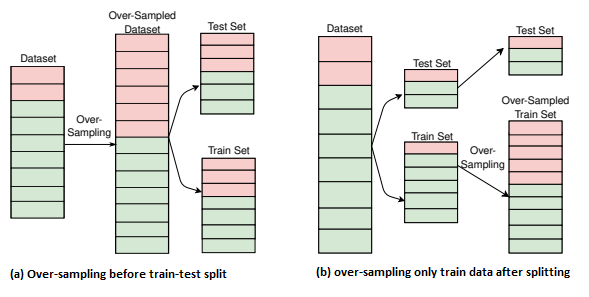 Dataset
Over-
Sampling
Over-Sampled
Dataset
Test Set
Train Set
(a) Over-sampling before train-test split
Dataset
Test Set
Train Set
Over-
Sampling
Test Set
Over-Sampled
Train Set
(b) over-sampling only train data after splitting